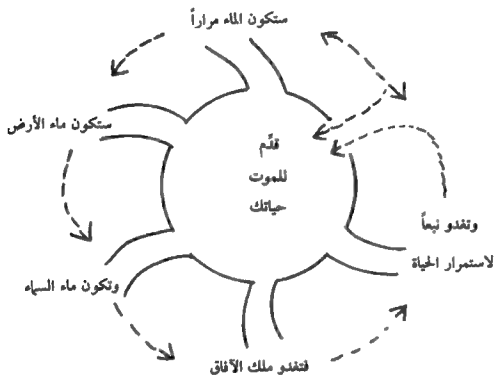 ستكون الماء مراراً
ستكون ماء الأرض
وتكون ماء السماء
فتغدو ملك الآفاق
وتغدو نبعاً
لاستمرار الحياة
قدِّم
للموت
حياتك